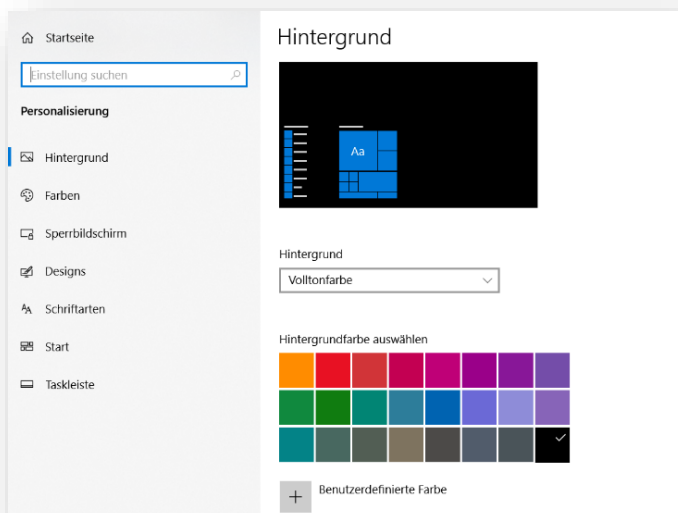 Startseite
Einstellung suchen
Personalisierung
Hintergrund
Farben
Sperrbildschirm
Designs
Schriftarten
Start
Taskleiste
Hintergrund
Aa
Hintergrund
Volltonfarbe
Hintergrundfarbe auswählen
Benutzerdefinierte Farbe